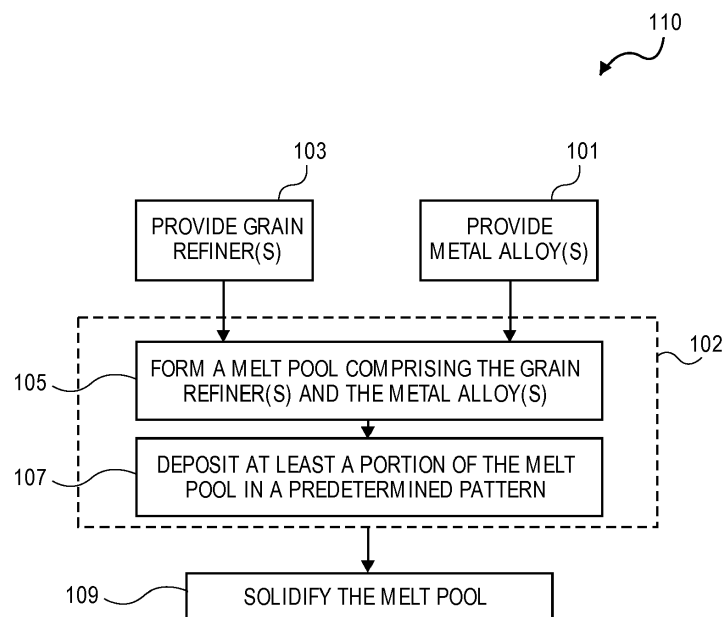 110
103
101
PROVIDE GRAIN
REFINER(S)
PROVIDE
METAL ALLOY(S)
102
105
FORM A MELT POOL COMPRISING THE GRAIN
REFINER(S) AND THE METAL ALLOY(S)
107
DEPOSIT AT LEAST A PORTION OF THE MELT
POOL IN A PREDETERMINED PATTERN
109
SOLIDIFY THE MELT POOL